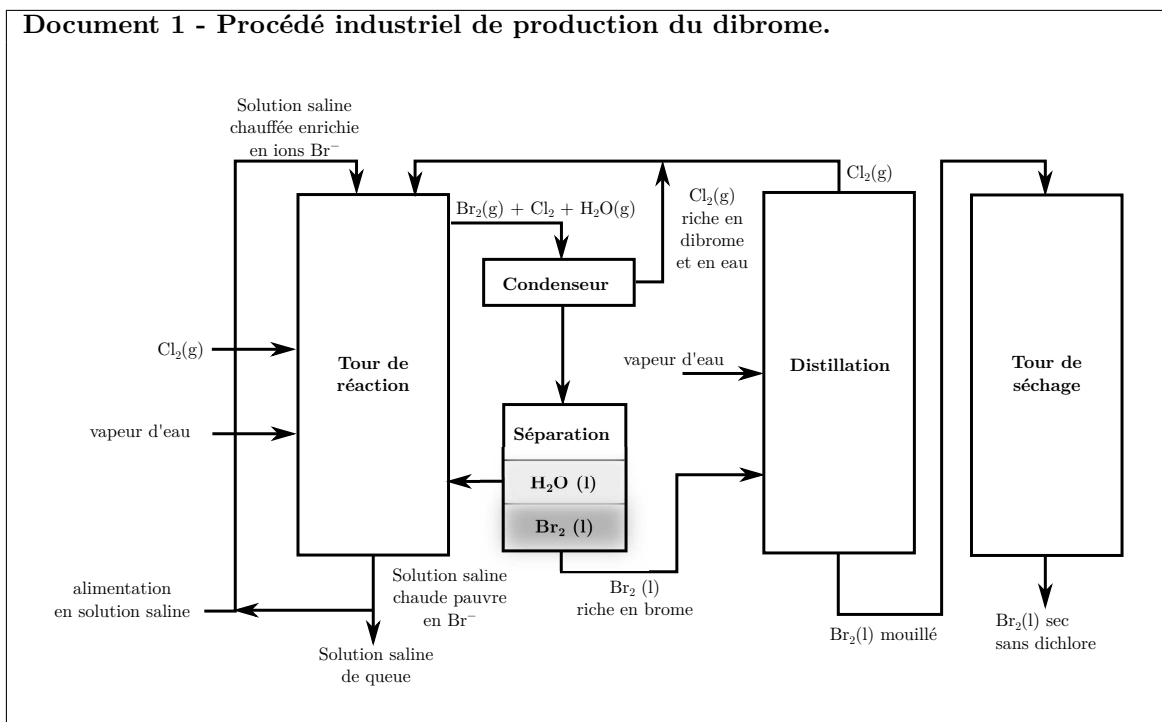 Document 1 - Procédé industriel de production du dibrome.
Solution saline
chauffée enrichie
en ions Br⁻
Br₂(g) + Cl₂ + H₂O(g)
Cl₂(g)
Cl₂(g)
riche en
dibrome
et en eau
Condenseur
Cl₂(g)
vapeur d'eau
Tour de
réaction
vapeur d'eau
Distillation
Tour de
séchage
Séparation
H₂O (l)
Br₂ (l)
alimentation
en solution saline
Solution saline
chaude pauvre
en Br⁻
Solution saline
de queue
Br₂ (l)
riche en brome
Br₂(l) mouillé
Br₂(l) sec
sans dichlore